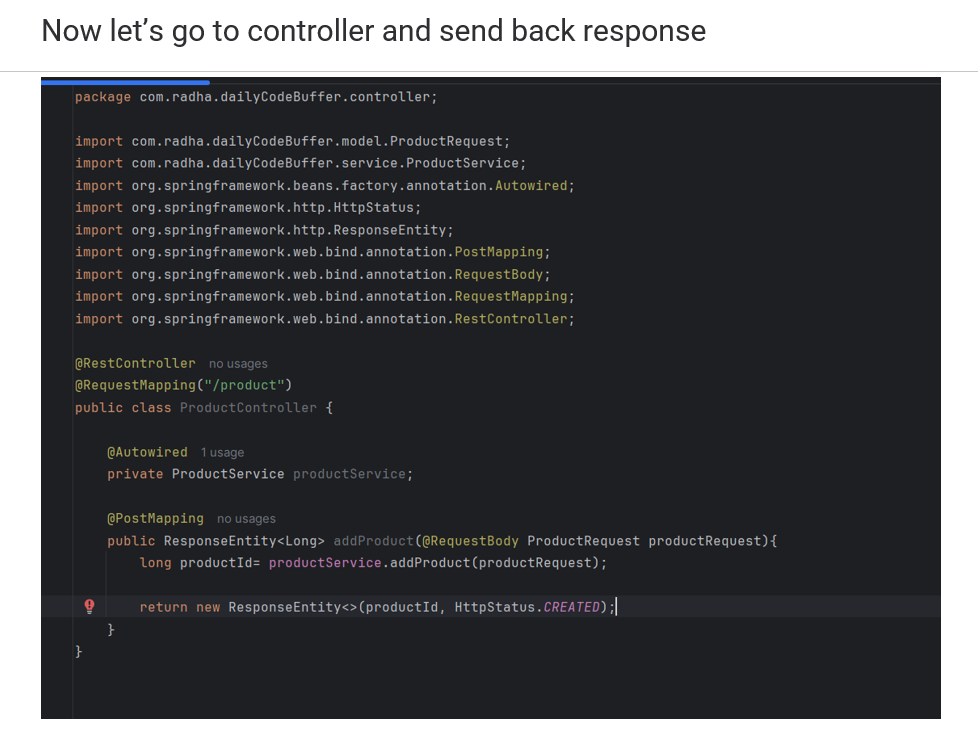 Now let’s go to controller and send back response
package com.radha.dailyCodeBuffer.controller;
import com.radha.dailyCodeBuffer.model.ProductRequest;
import com.radha.dailyCodeBuffer.service.ProductService;
import org.springframework.beans.factory.annotation.Autowired;
import org.springframework.http.HttpStatus;
import org.springframework.http.ResponseEntity;
import org.springframework.web.bind.annotation.PostMapping;
import org.springframework.web.bind.annotation.RequestBody;
import org.springframework.web.bind.annotation.RequestMapping;
import org.springframework.web.bind.annotation.RestController;
@RestController no usages
@RequestMapping("/product")
public class ProductController {
@Autowired 1 usage
private ProductService productService;
@PostMapping no usages
public ResponseEntity<Long> addProduct(@RequestBody ProductRequest productRequest){
long productId= productService.addProduct(productRequest);
return new ResponseEntity<>(productId, HttpStatus.CREATED);
}
}